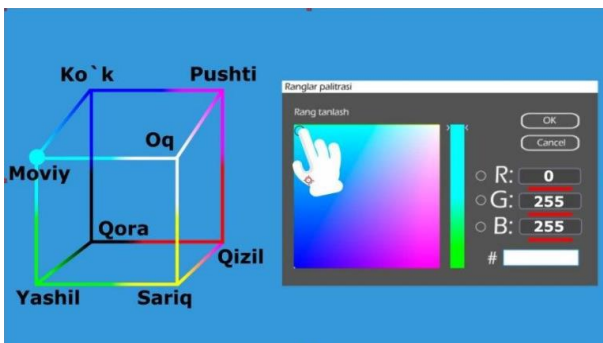 Ko`k
Pushti
Oq
Moviy
Qora
Qizil
Yashil
Sariq
Ranglar palitrasi
Rang tanlash
OK
Cancel
R: 0
G: 255
B: 255
#